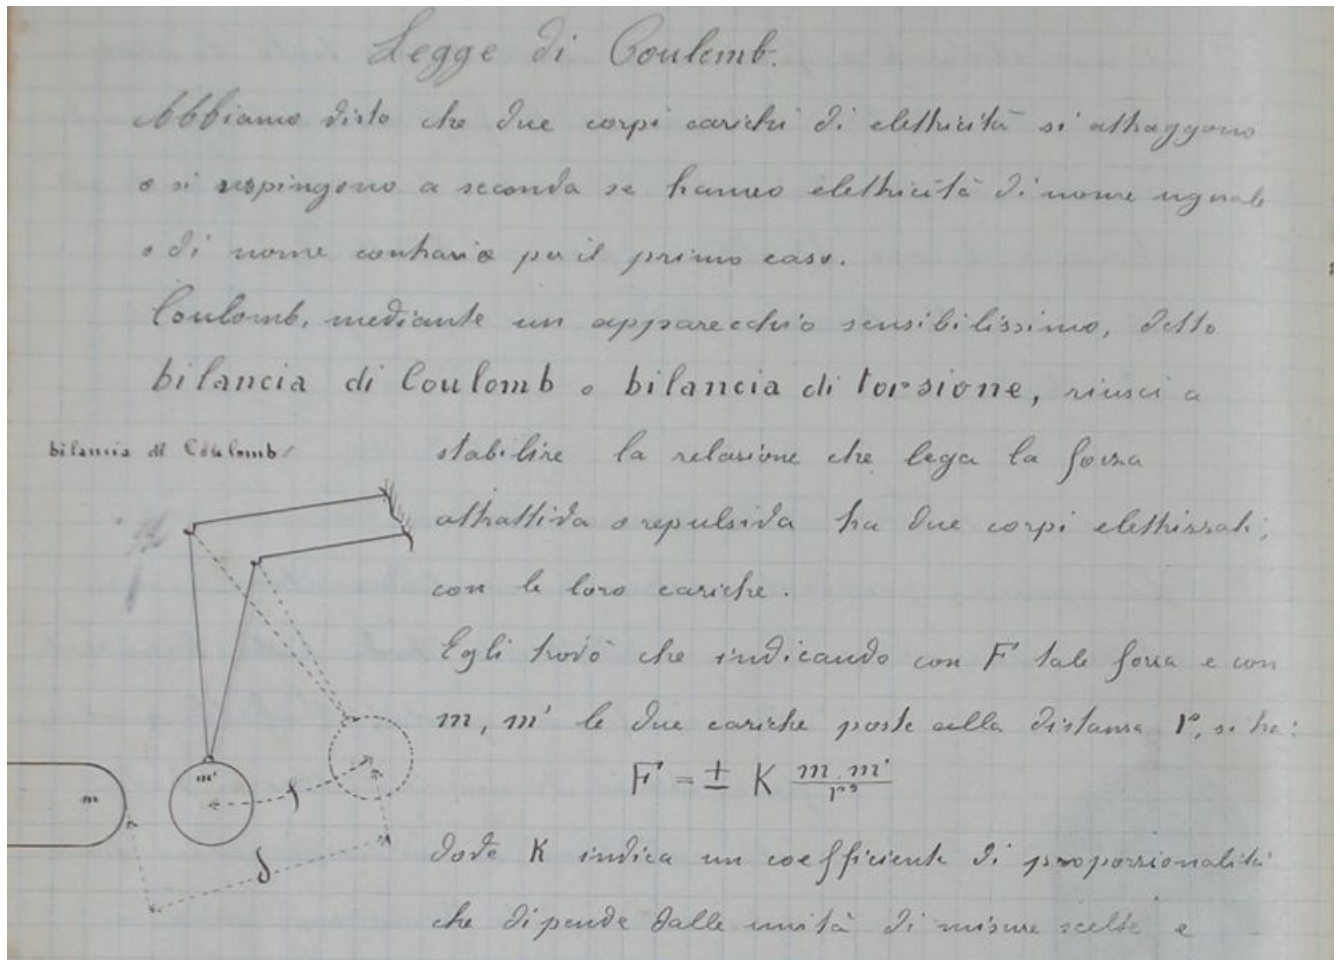 Legge di Coulomb.
Abbiamo visto che due corpi carichi di elettricità si attraggono
o si respingono a seconda se hanno elettricità di nome uguale
o di nome contrario per il primo caso.
Coulomb, mediante un apparecchio sensibilissimo, detto
bilancia di Coulomb o bilancia di torsione, riuscì a
bilancia di Coulomb
stabilire la relazione che lega la forza
attrattiva o repulsiva tra due corpi elettrizzati,
con le loro cariche.
Egli trovò che indicando con F tale forza e con
m, m' le due cariche poste alla distanza r, si ha:
F = ± K m . m' / r²
dove K indica un coefficiente di proporzionalità
che dipende dalle unità di misure scelte e
m
m'
f
δ